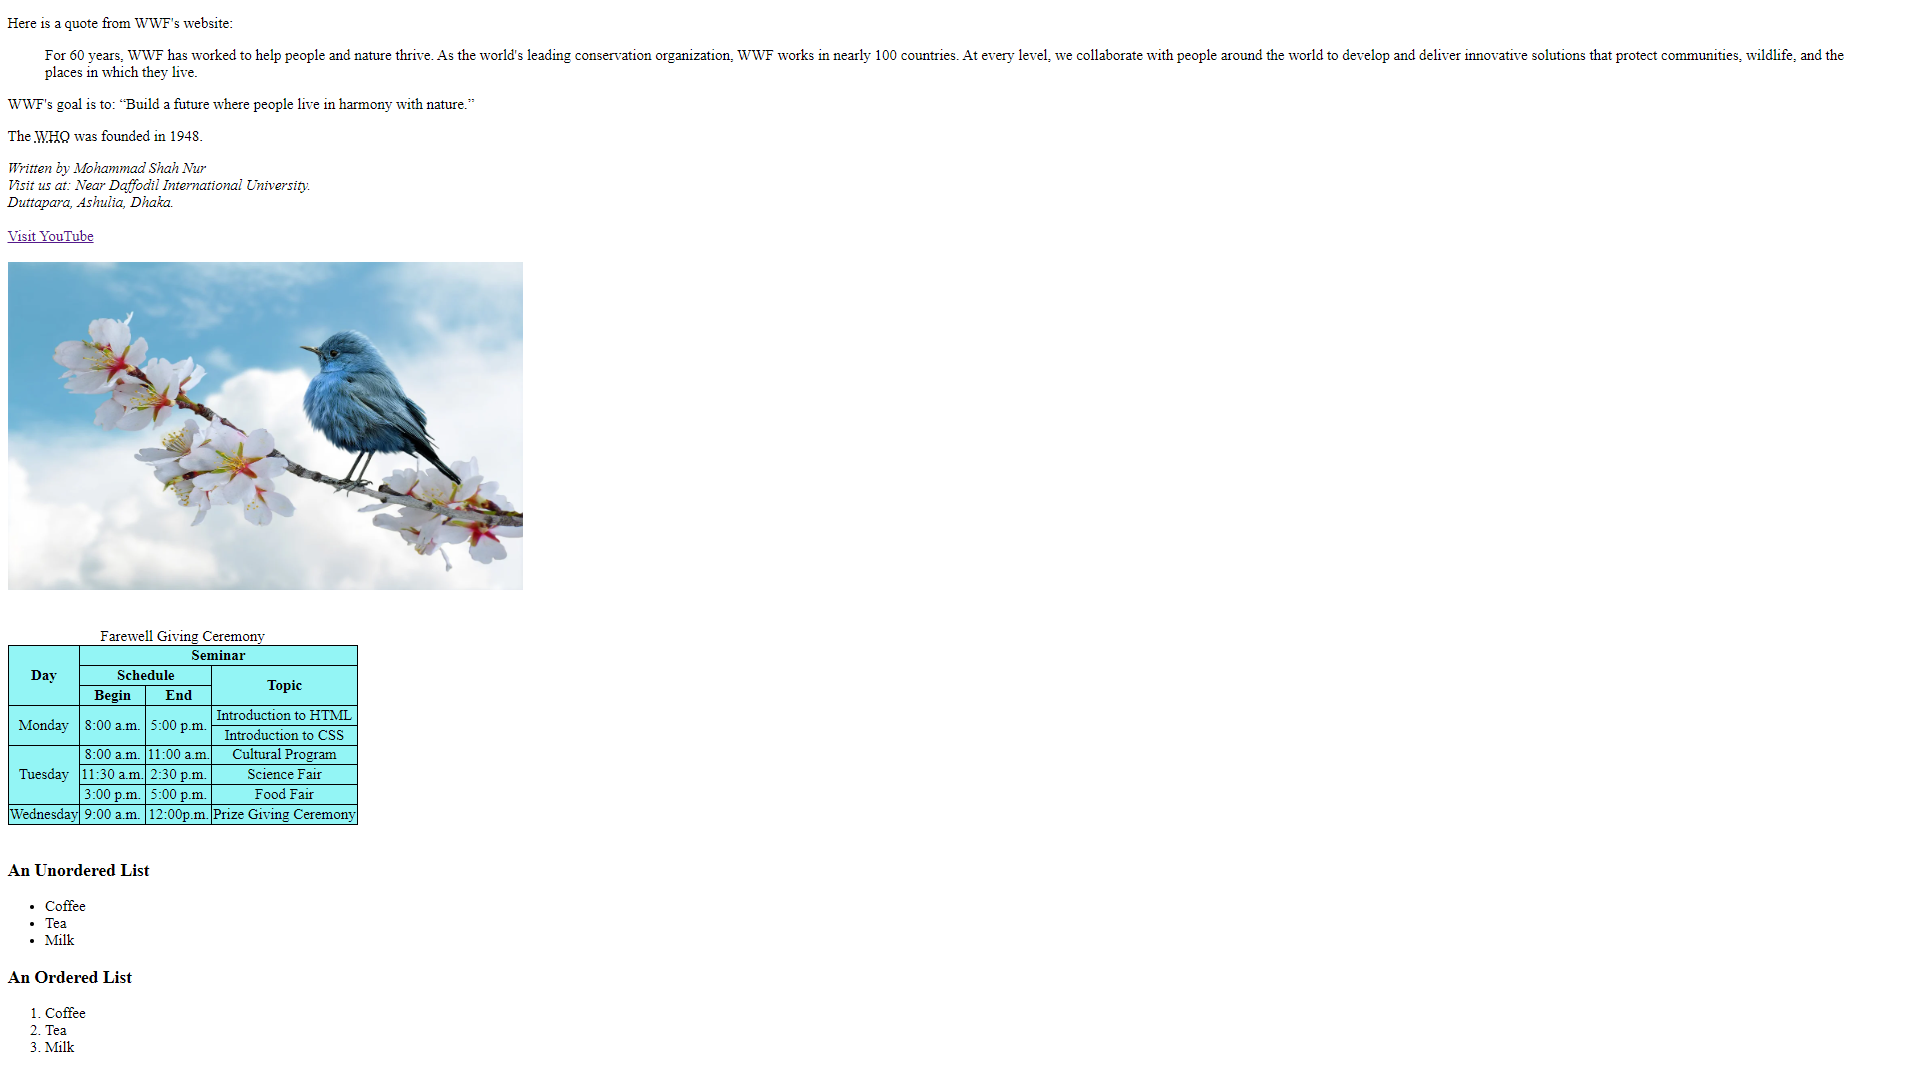 Here is a quote from WWF's website:
For 60 years, WWF has worked to help people and nature thrive. As the world's leading conservation organization, WWF works in nearly 100 countries. At every level, we collaborate with people around the world to develop and deliver innovative solutions that protect communities, wildlife, and the
places in which they live.
WWF's goal is to: “Build a future where people live in harmony with nature.”
The WHO was founded in 1948.
Written by Mohammad Shah Nur
Visit us at: Near Daffodil International University.
Duttapara, Ashulia, Dhaka.
Visit YouTube
Farewell Giving Ceremony
Seminar
Day Schedule Topic
Begin End
Monday 8:00 a.m. 5:00 p.m. Introduction to HTML
Introduction to CSS
8:00 a.m. 11:00 a.m. Cultural Program
Tuesday 11:30 a.m. 2:30 p.m. Science Fair
3:00 p.m. 5:00 p.m. Food Fair
Wednesday 9:00 a.m. 12:00p.m. Prize Giving Ceremony
An Unordered List
• Coffee
• Tea
• Milk
An Ordered List
1. Coffee
2. Tea
3. Milk